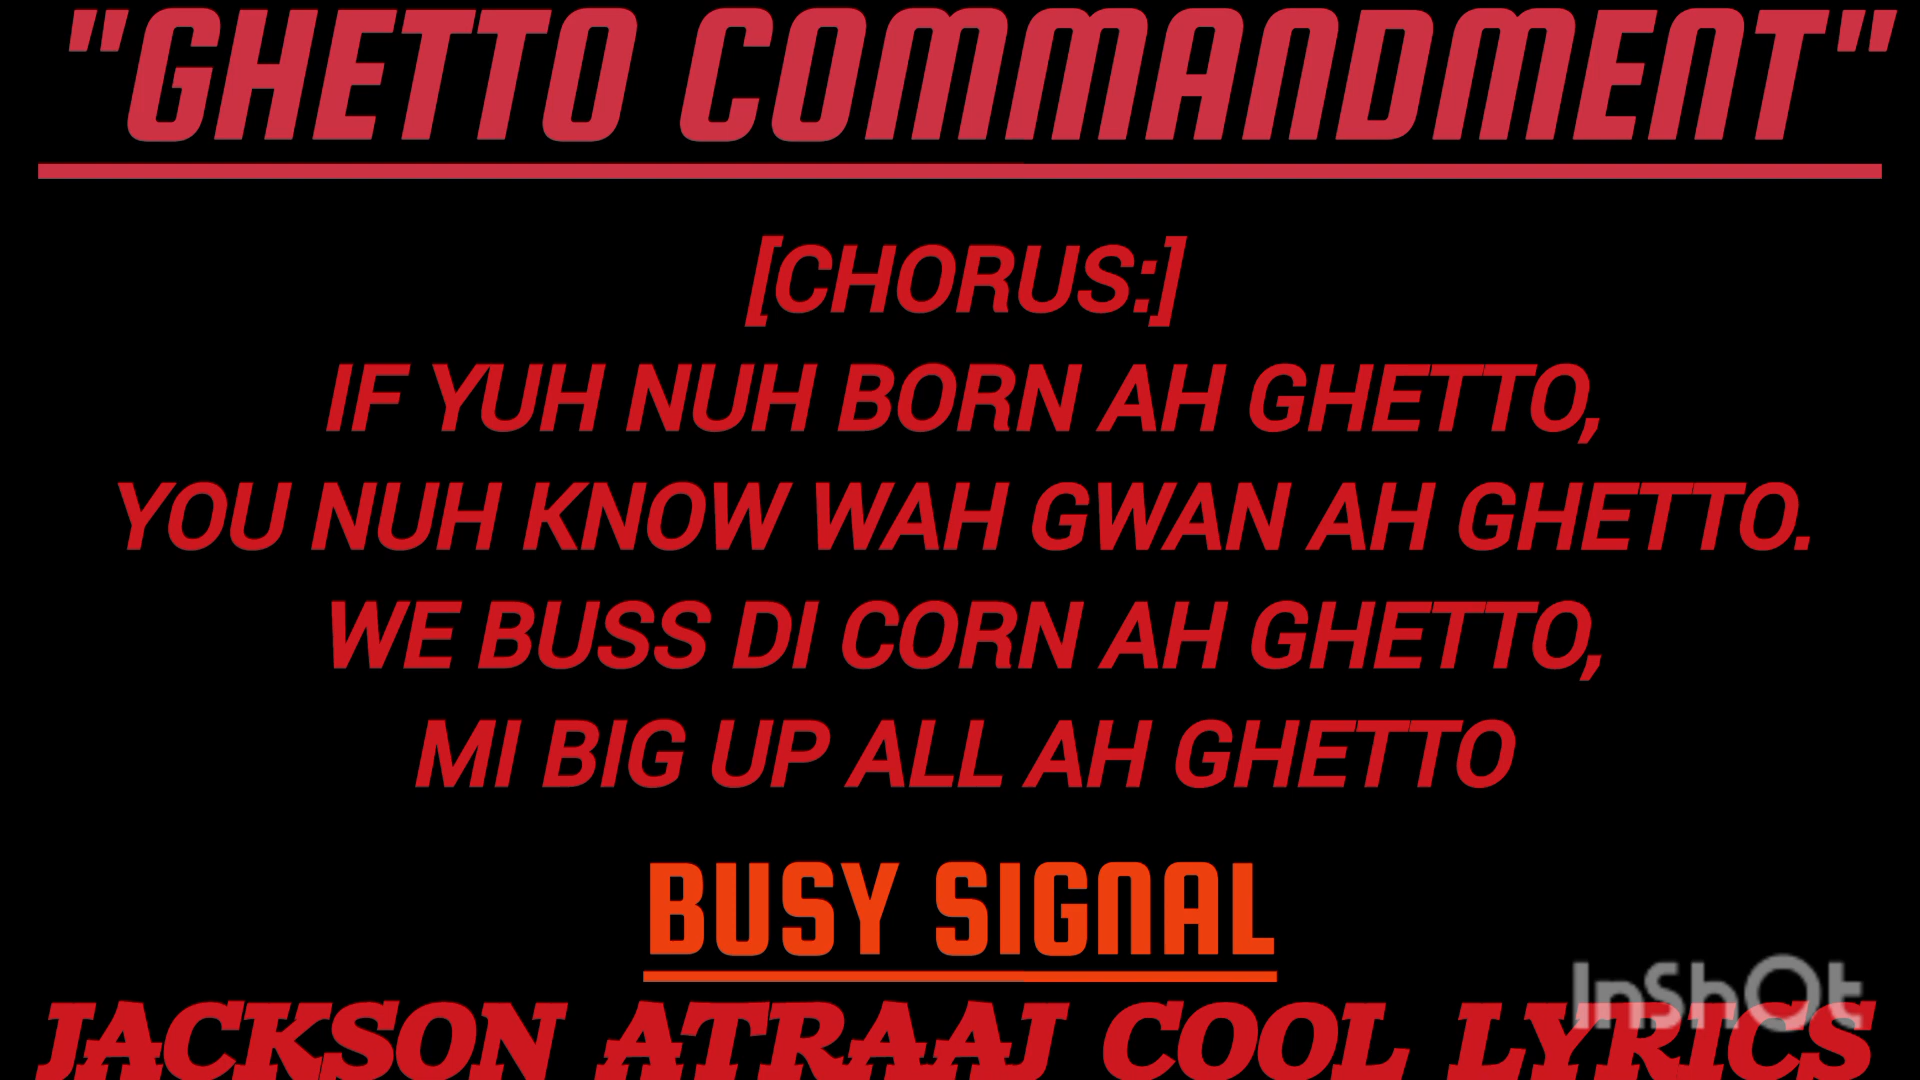 "GHETTO COMMANDMENT"
[CHORUS:]
IF YUH NUH BORN AH GHETTO,
YOU NUH KNOW WAH GWAN AH GHETTO.
WE BUSS DI CORN AH GHETTO,
MI BIG UP ALL AH GHETTO
BUSY SIGNAL
InShOt
JACKSON ATRAAJ COOL LYRICS